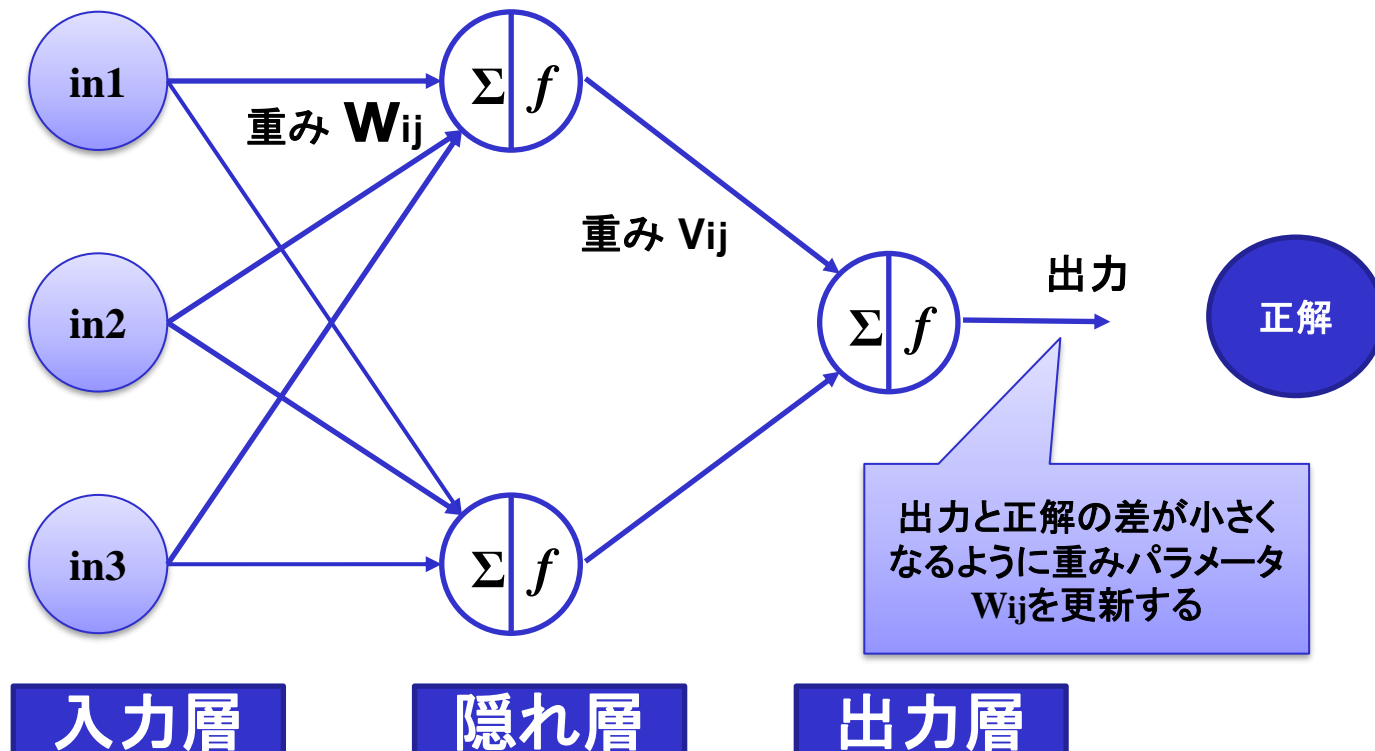 in1
Σ f
重み Wij
in2
重み Vij
出力
Σ f
正解
in3
Σ f
出力と正解の差が小さく
なるように重みパラメータ
Wijを更新する
入力層
隠れ層
出力層